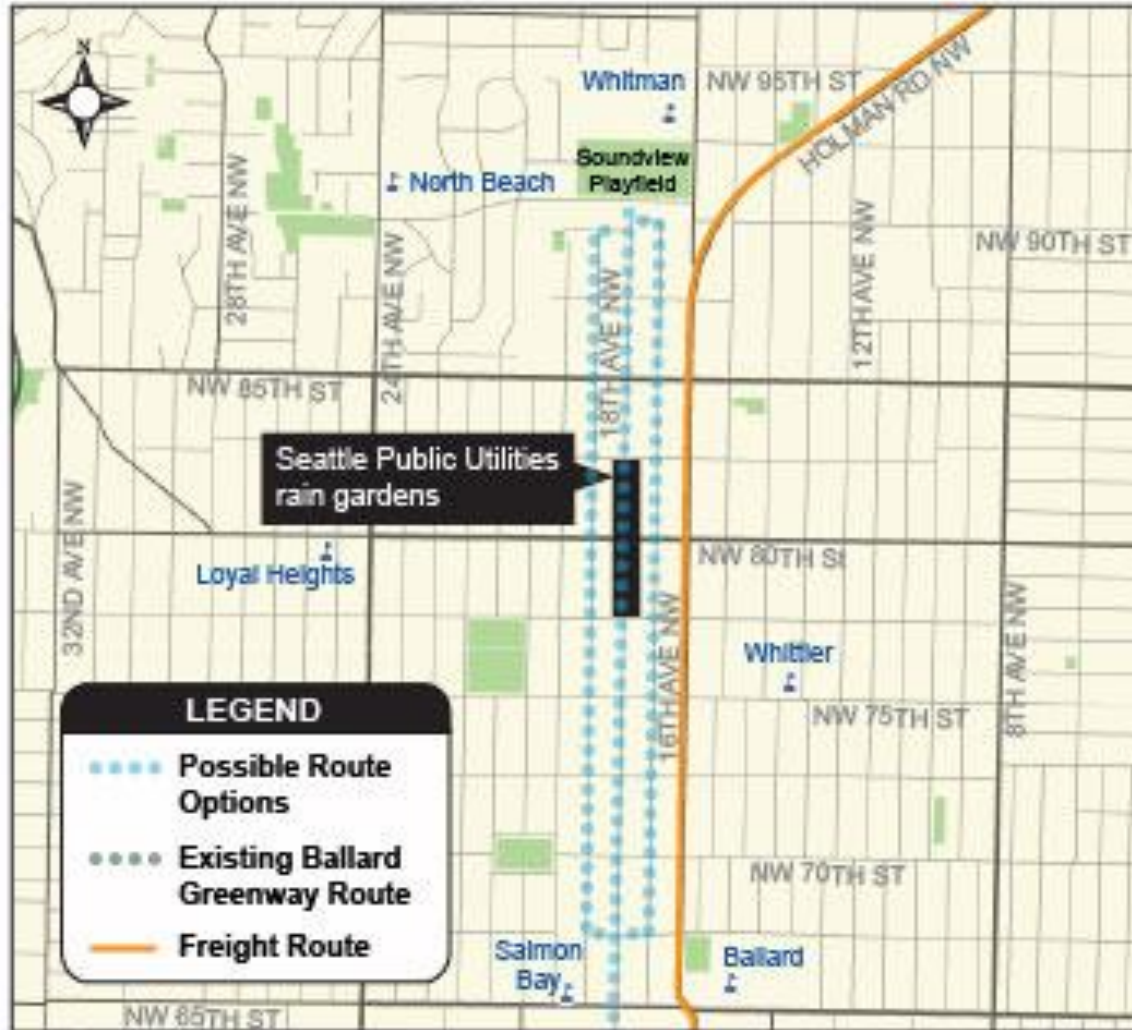 N
Whitman
NW 95TH ST
HOLMAN RD NW
Soundview
Playfield
North Beach
28TH AVE NW
24TH AVE NW
18TH AVE NW
12TH AVE NW
NW 90TH ST
NW 85TH ST
Seattle Public Utilities
rain gardens
NW 80TH St
Loyal Heights
32ND AVE NW
16TH AVE NW
Whittier
8TH AVE NW
NW 75TH ST
LEGEND
Possible Route
Options
Existing Ballard
Greenway Route
Freight Route
NW 70TH ST
Salmon
Bay
Ballard
NW 65TH ST